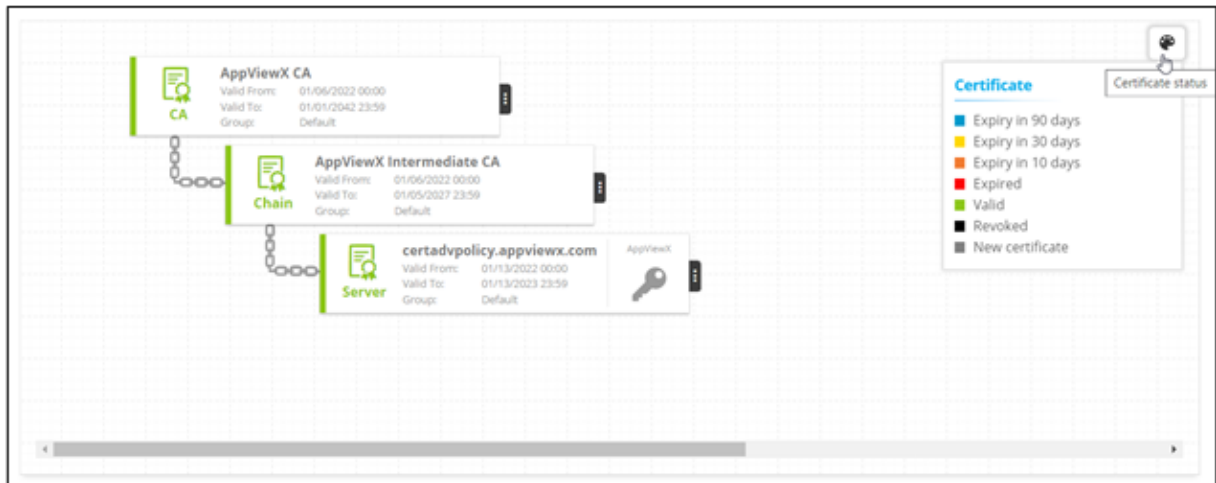 AppViewX CA
Valid From: 01/06/2022 00:00
Valid To: 01/01/2042 23:59
Group: Default
CA
AppViewX Intermediate CA
Valid From: 01/06/2022 00:00
Valid To: 01/05/2027 23:59
Group: Default
Chain
certadvpolicy.appviewx.com
Valid From: 01/13/2022 00:00
Valid To: 01/13/2023 23:59
Group: Default
Server
AppViewX
Certificate status
Certificate
Expiry in 90 days
Expiry in 30 days
Expiry in 10 days
Expired
Valid
Revoked
New certificate